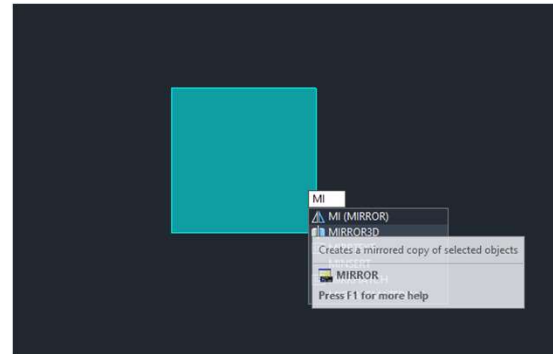 MI
MI (MIRROR)
MIRROR3D
Creates a mirrored copy of selected objects
MIRROR
Press F1 for more help